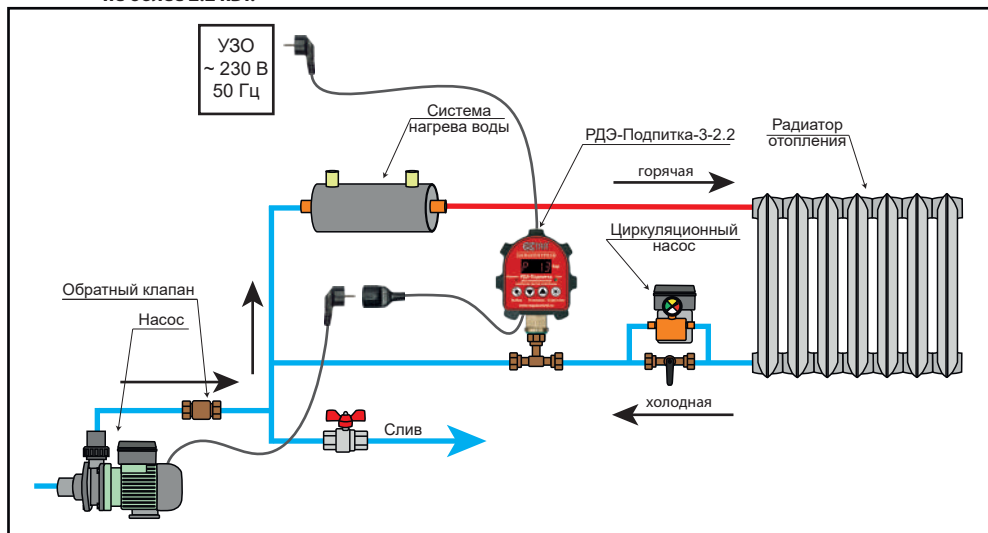 УЗО
~ 230 В
50 Гц
Система
нагрева воды
РДЭ-Подпитка-3-2.2
Радиатор
отопления
горячая
Циркуляционный
насос
Обратный клапан
Насос
холодная
Слив